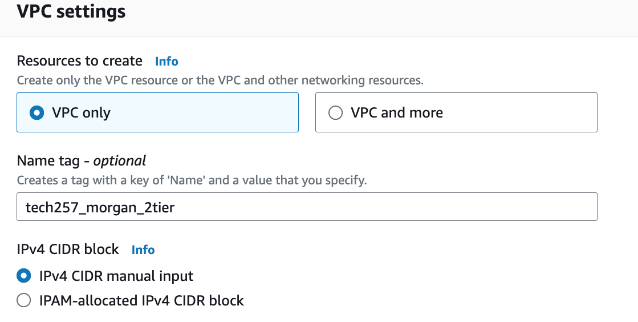 VPC settings
Resources to create Info
Create only the VPC resource or the VPC and other networking resources.
VPC only
VPC and more
Name tag - optional
Creates a tag with a key of 'Name' and a value that you specify.
tech257_morgan_2tier
IPv4 CIDR block Info
IPv4 CIDR manual input
IPAM-allocated IPv4 CIDR block